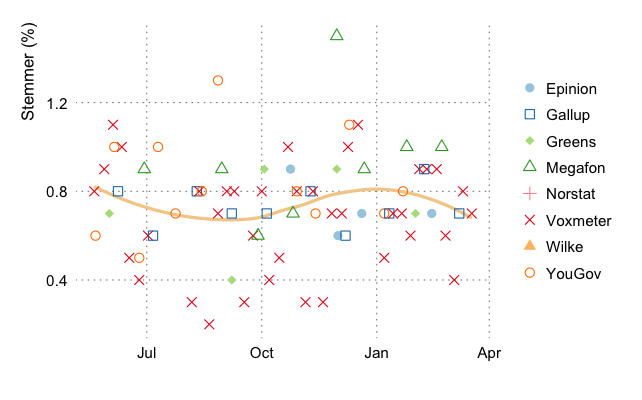 Stemmer (%)
1.2
0.8
0.4
Jul Oct Jan Apr
Epinion
Gallup
Greens
Megafon
Norstat
Voxmeter
Wilke
YouGov